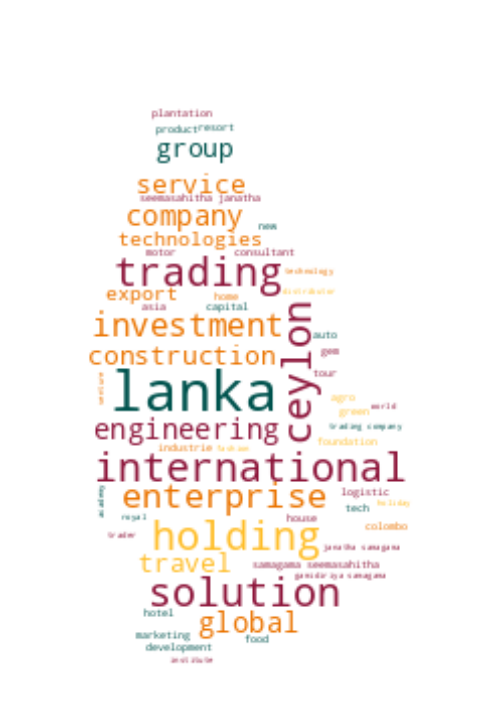 plantation
product resort
group
service
seemasahitha janatha
company
new
technologies
motor consultant
trading technology
export home distributor
asia capital
investment ceylon
auto
construction gem
lanka tour
venture
agro
green world
engineering trading company
industrie fashion foundation
international
enterprise logistic
academy holiday
tech
royal house
colombo
trader holding janatha samagama
travel samagama seemasahitha
gamidiriya samagama
solution
hotel global
marketing food
development
institute